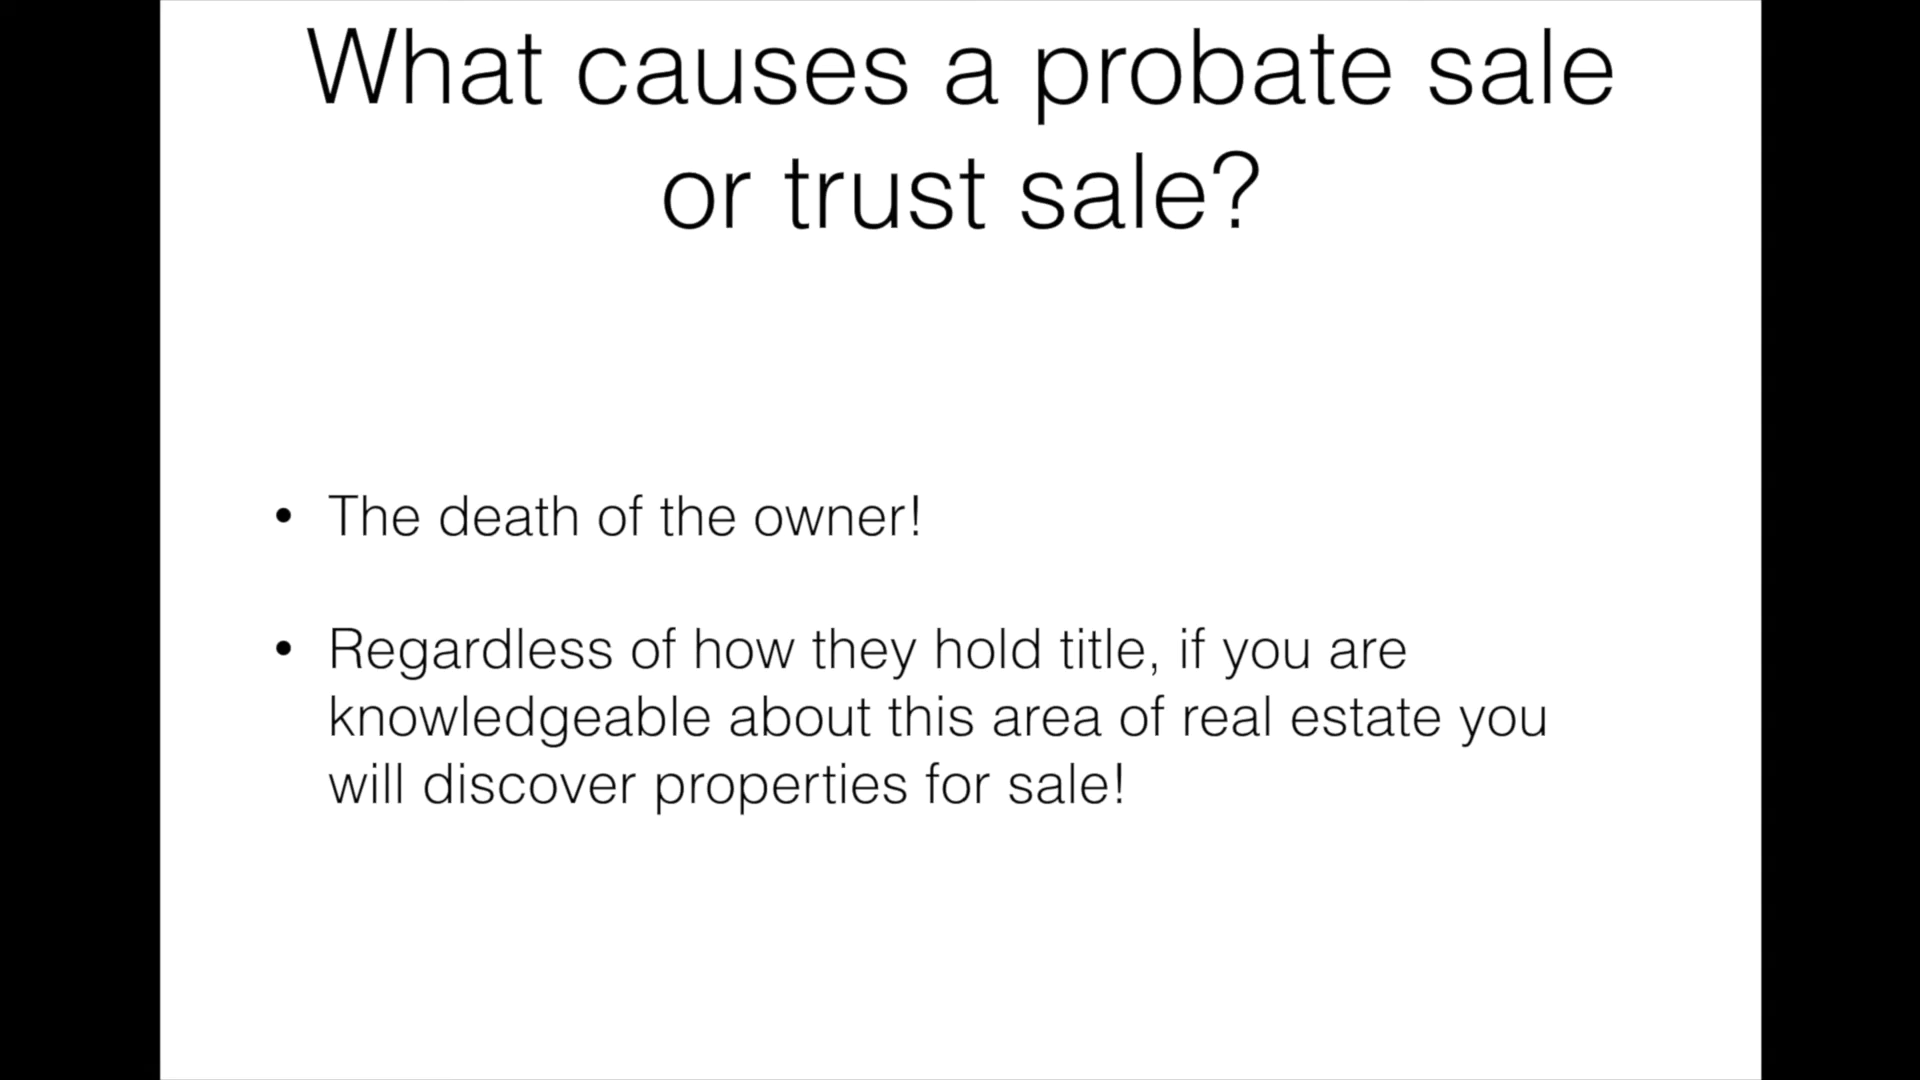 What causes a probate sale
or trust sale?
• The death of the owner!
• Regardless of how they hold title, if you are
knowledgeable about this area of real estate you
will discover properties for sale!